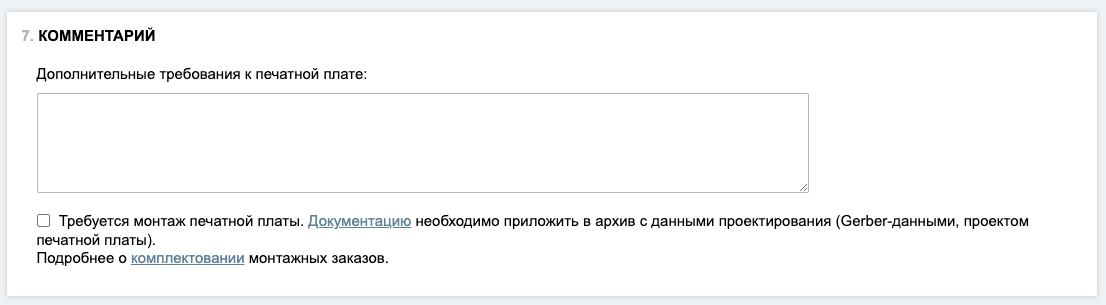 7. КОММЕНТАРИЙ
Дополнительные требования к печатной плате:
Требуется монтаж печатной платы. Документацию необходимо приложить в архив с данными проектирования (Gerber-данными, проектом
печатной платы).
Подробнее о комплектовании монтажных заказов.